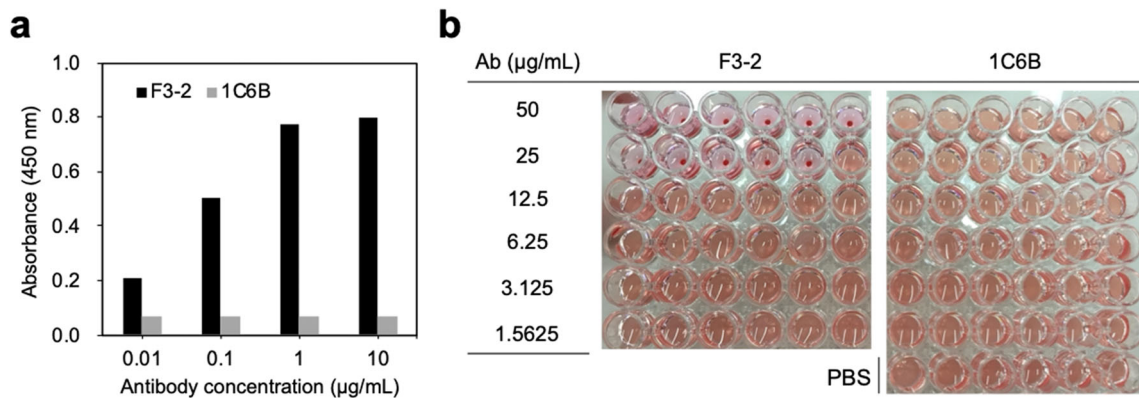 a
1.0
0.8
0.6
0.4
0.2
0.0
Absorbance (450 nm)
F3-2 1C6B
0.01 0.1 1 10
Antibody concentration (µg/mL)
b
Ab (µg/mL) F3-2 1C6B
50
25
12.5
6.25
3.125
1.5625
PBS